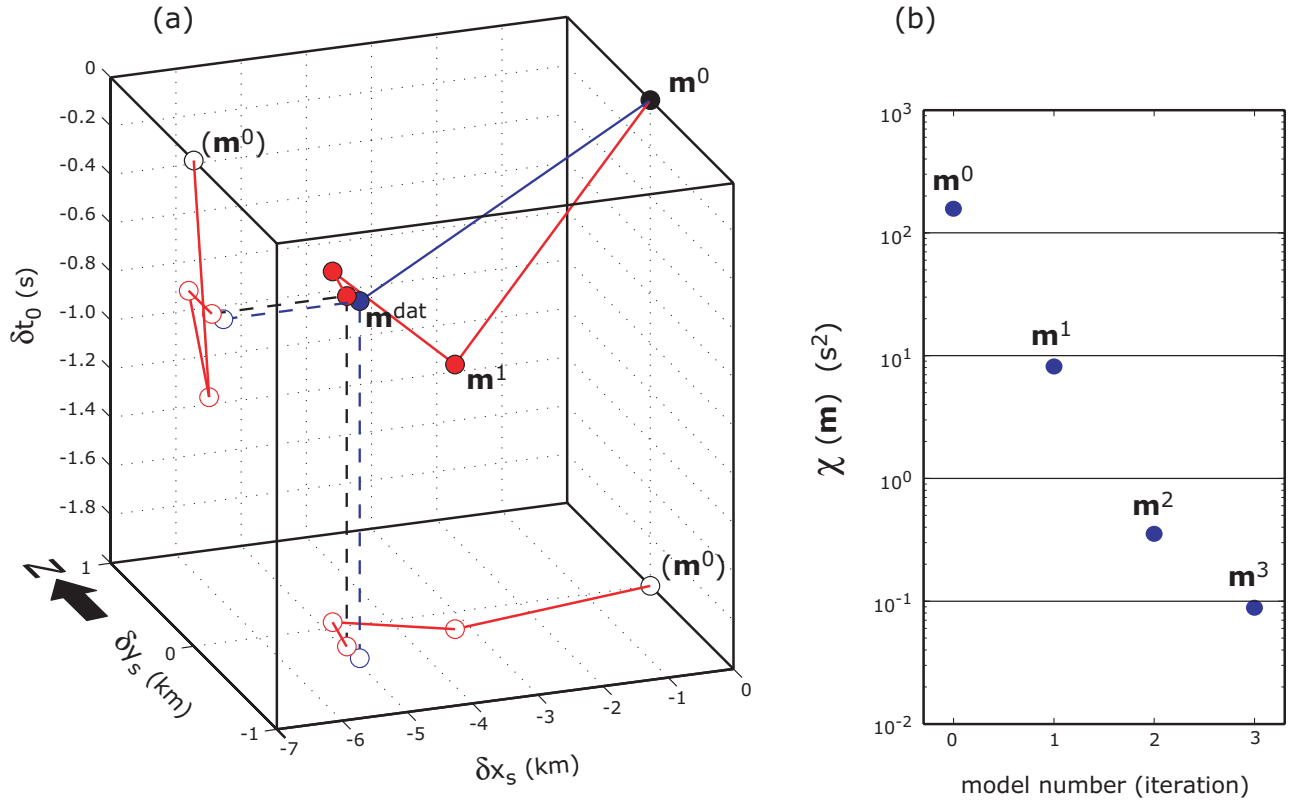 (a)
m⁰
(m⁰)
m^dat
m¹
(m⁰)
0
-0.2
-0.4
-0.6
-0.8
-1.0
-1.2
-1.4
-1.6
-1.8
δt₀ (s)
N
1
0
-1
δyₛ (km)
-7
-6
-5
-4
-3
-2
-1
0
δxₛ (km)
(b)
10³
10²
10¹
10⁰
10⁻¹
10⁻²
χ (m) (s²)
m⁰
m¹
m²
m³
0
1
2
3
model number (iteration)